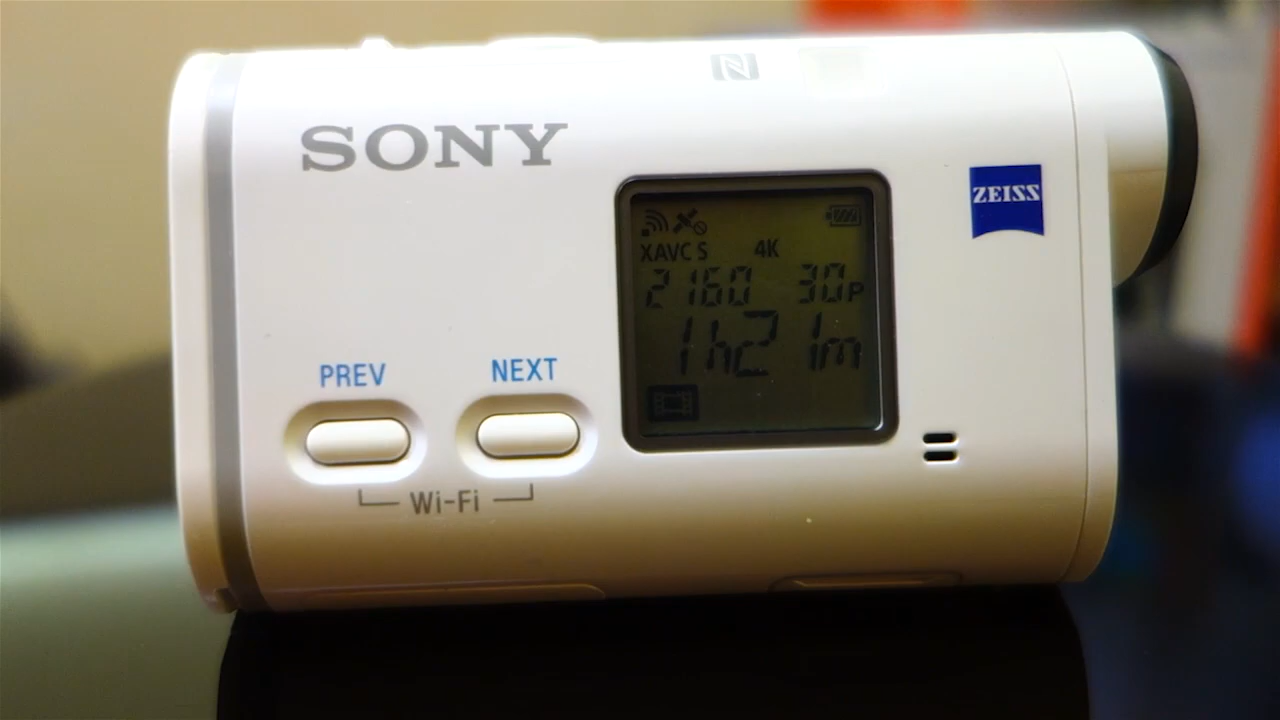 SONY
ZEISS
XAVC S 4K
2160 30P
1h21m
PREV NEXT
Wi-Fi